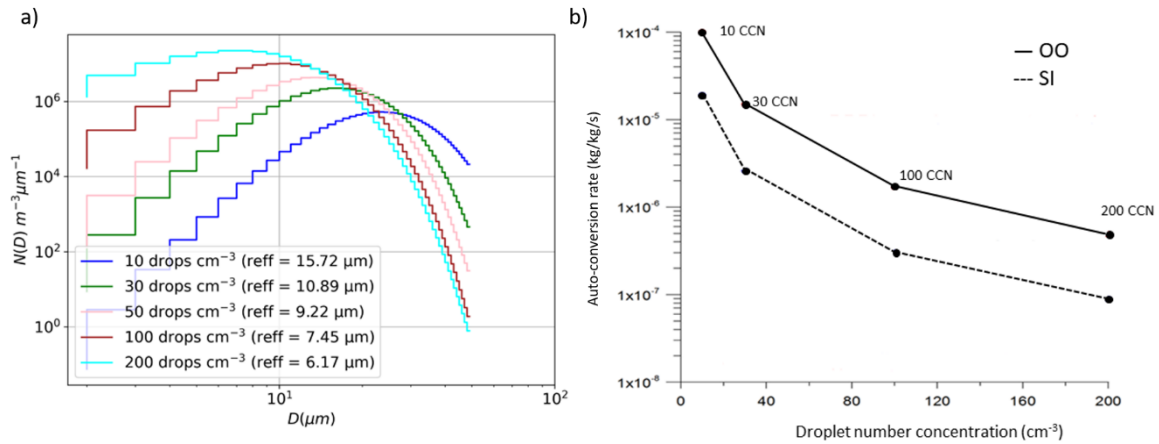 a)
N(D) m⁻³μm⁻¹
10⁶
10⁴
10²
10⁰
10 drops cm⁻³ (reff = 15.72 μm)
30 drops cm⁻³ (reff = 10.89 μm)
50 drops cm⁻³ (reff = 9.22 μm)
100 drops cm⁻³ (reff = 7.45 μm)
200 drops cm⁻³ (reff = 6.17 μm)
10¹
10²
D(μm)
b)
Auto-conversion rate (kg/kg/s)
1x10⁻⁴
1x10⁻⁵
1x10⁻⁶
1x10⁻⁷
1x10⁻⁸
10 CCN
30 CCN
100 CCN
200 CCN
OO
SI
0
40
80
120
160
200
Droplet number concentration (cm⁻³)